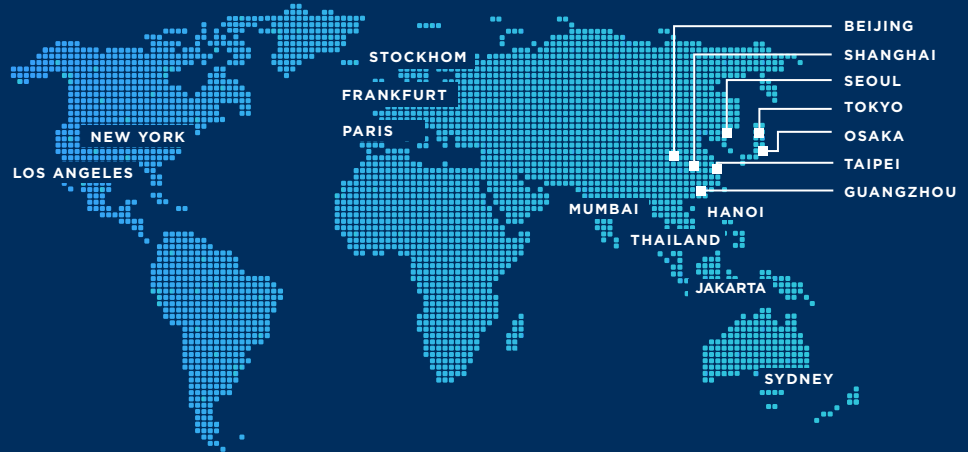 BEIJING
SHANGHAI
STOCKHOM
SEOUL
FRANKFURT
TOKYO
PARIS
NEW YORK
OSAKA
TAIPEI
LOS ANGELES
GUANGZHOU
MUMBAI
HANOI
THAILAND
JAKARTA
SYDNEY